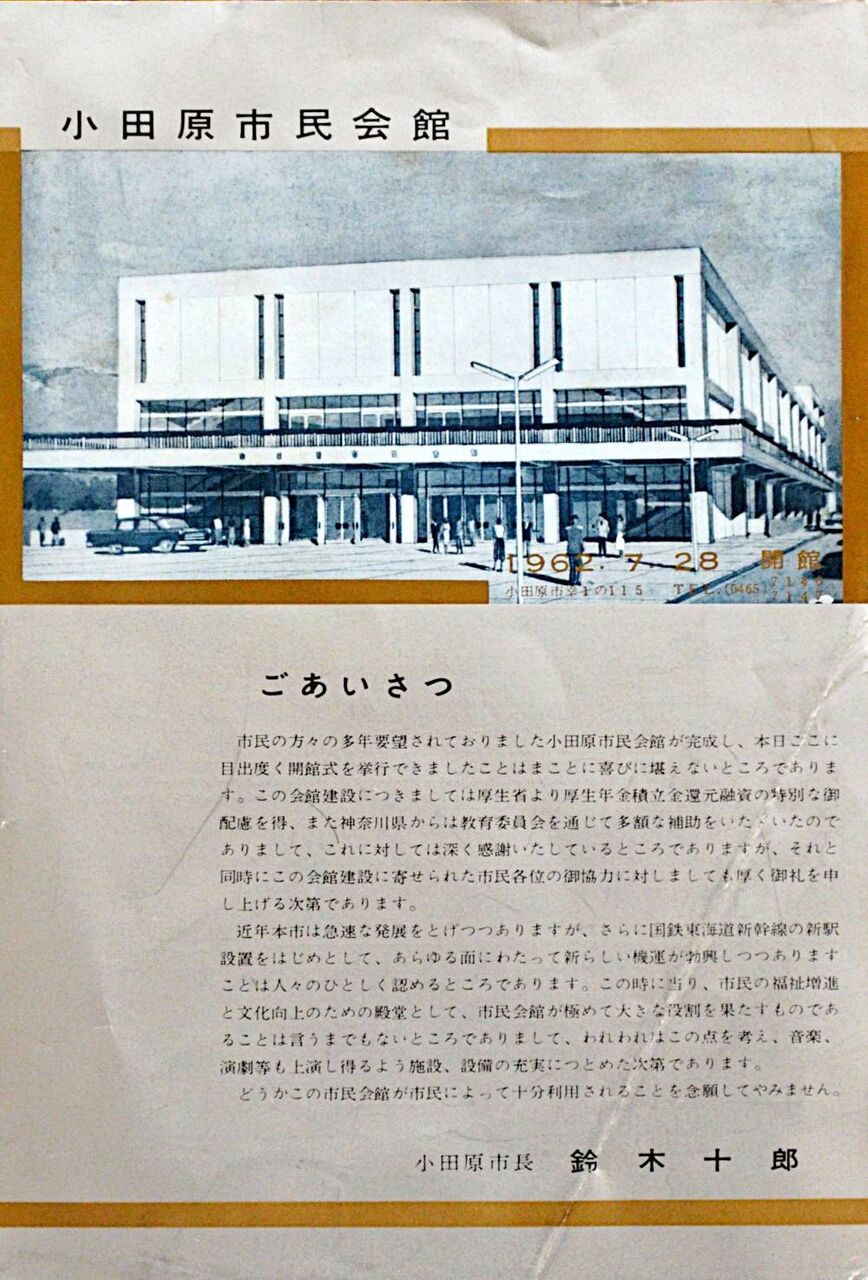 小田原市民会館
1962.7.28 開館
小田原市幸1の115 TEL.(0465)
ごあいさつ
市民の方々の多年要望されておりました小田原市民会館が完成し、本日ここに
目出度く開館式を挙行できましたことはまことに喜びに堪えないところでありま
す。この会館建設につきましては厚生省より厚生年金積立金還元融資の特別な御
配慮を得、また神奈川県からは教育委員会を通じて多額な補助をいただいたので
ありまして、これに対しては深く感謝いたしているところでありますが、それと
同時にこの会館建設に寄せられた市民各位の御協力に対しましても厚く御礼を申
し上げる次第であります。
近年本市は急速な発展をとげつつありますが、さらに国鉄東海道新幹線の新駅
設置をはじめとして、あらゆる面にわたって新らしい機運が勃興しつつあります
ことは人々のひとしく認めるところであります。この時に当り、市民の福祉増進
と文化向上のための殿堂として、市民会館が極めて大きな役割を果たすものであ
ることは言うまでもないところでありまして、われわれはこの点を考え、音楽、
演劇等も上演し得るよう施設、設備の充実につとめた次第であります。
どうかこの市民会館が市民によって十分利用されることを念願してやみません。
小田原市長 鈴木十郎